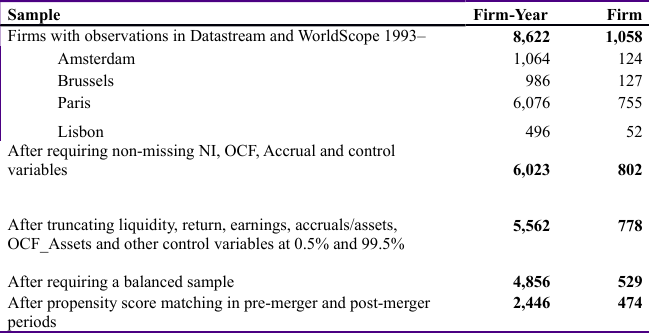 Sample Firm-Year Firm
Firms with observations in Datastream and WorldScope 1993– 8,622 1,058
Amsterdam 1,064 124
Brussels 986 127
Paris 6,076 755
Lisbon 496 52
After requiring non-missing NI, OCF, Accrual and control
variables 6,023 802
After truncating liquidity, return, earnings, accruals/assets, 5,562 778
OCF_Assets and other control variables at 0.5% and 99.5%
After requiring a balanced sample 4,856 529
After propensity score matching in pre-merger and post-merger 2,446 474
periods